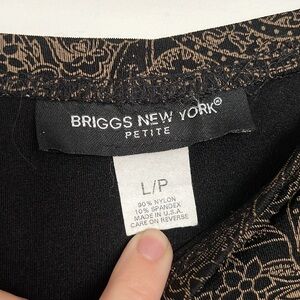 BRIGGS NEW YORK®
PETITE
L/P
90% NYLON
10% SPANDEX
MADE IN U.S.A.
CARE ON REVERSE